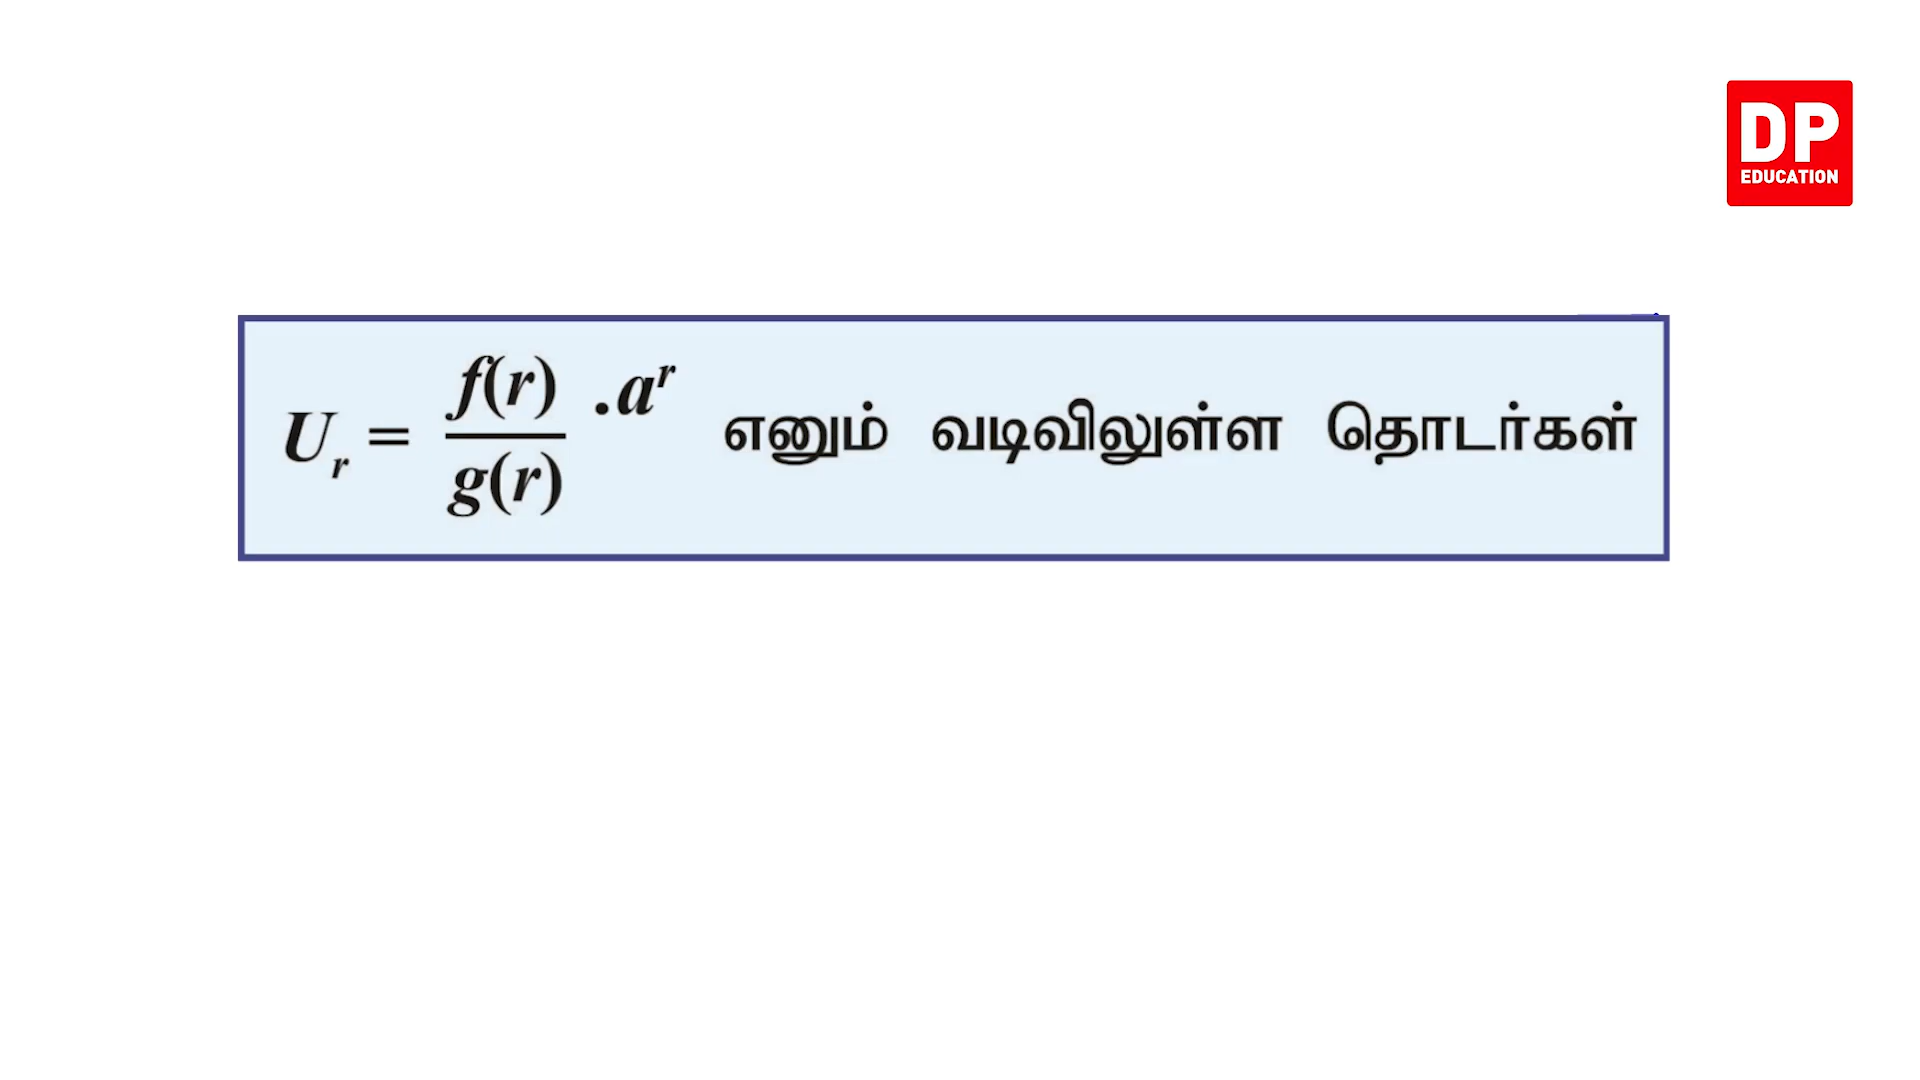 DP
EDUCATION
U_r = f(r)/g(r) .a^r எனும் வடிவிலுள்ள தொடர்கள்